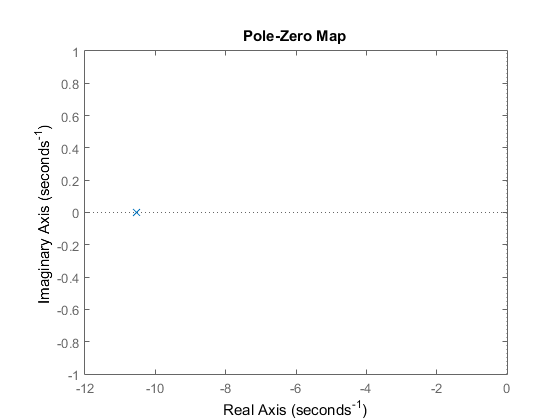 Pole-Zero Map
1
0.8
0.6
0.4
0.2
0
-0.2
-0.4
-0.6
-0.8
-1
Imaginary Axis (seconds-1)
-12 -10 -8 -6 -4 -2 0
Real Axis (seconds-1)